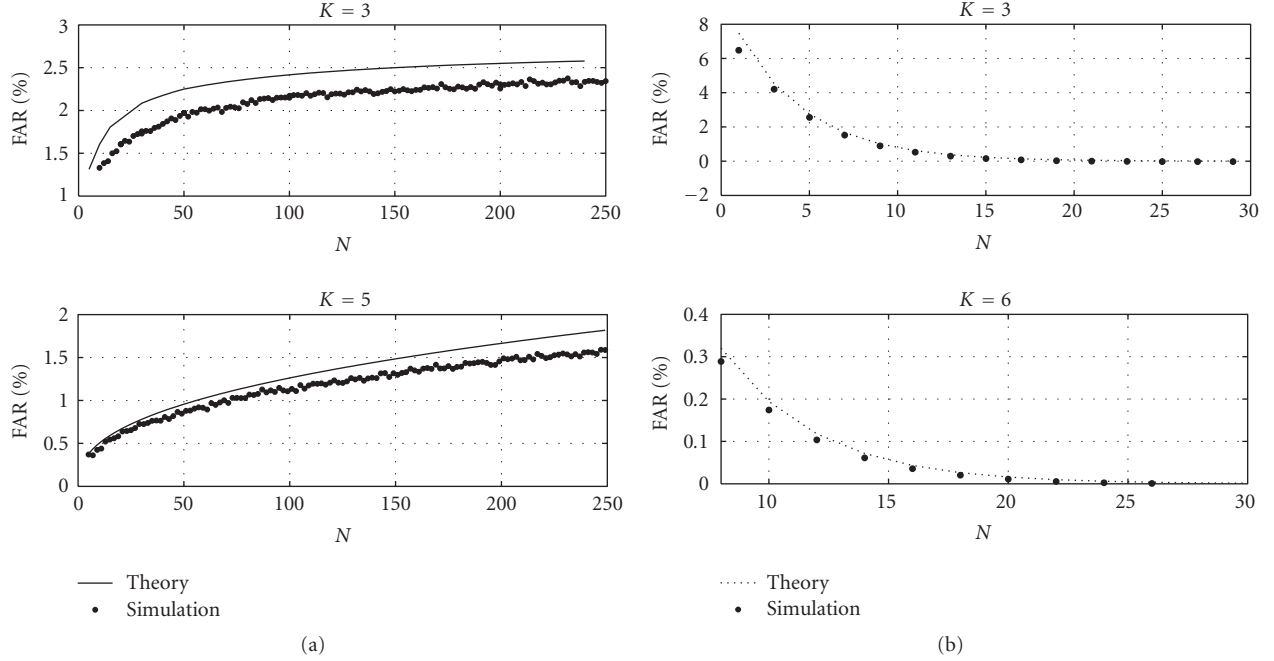 K = 3
FAR (%)
3
2.5
2
1.5
1
0 50 100 150 200 250
N
K = 5
FAR (%)
2
1.5
1
0.5
0
0 50 100 150 200 250
N
Theory
Simulation
(a)
K = 3
FAR (%)
8
6
4
2
0
−2
0 5 10 15 20 25 30
N
K = 6
FAR (%)
0.4
0.3
0.2
0.1
0
10 15 20 25 30
N
Theory
Simulation
(b)